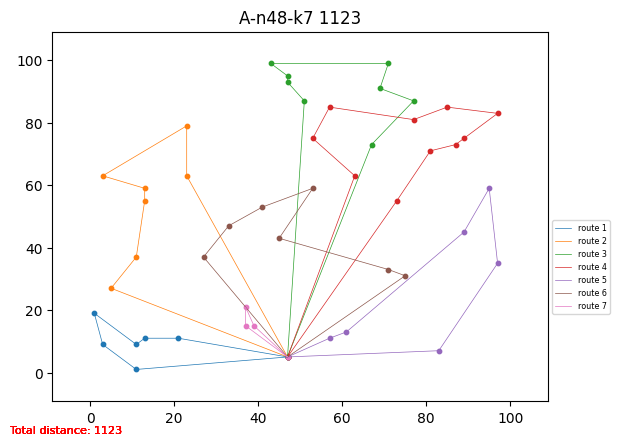 A-n48-k7 1123
100
80
60
40
20
0
0 20 40 60 80 100
route 1
route 2
route 3
route 4
route 5
route 6
route 7
Total distance: 1123